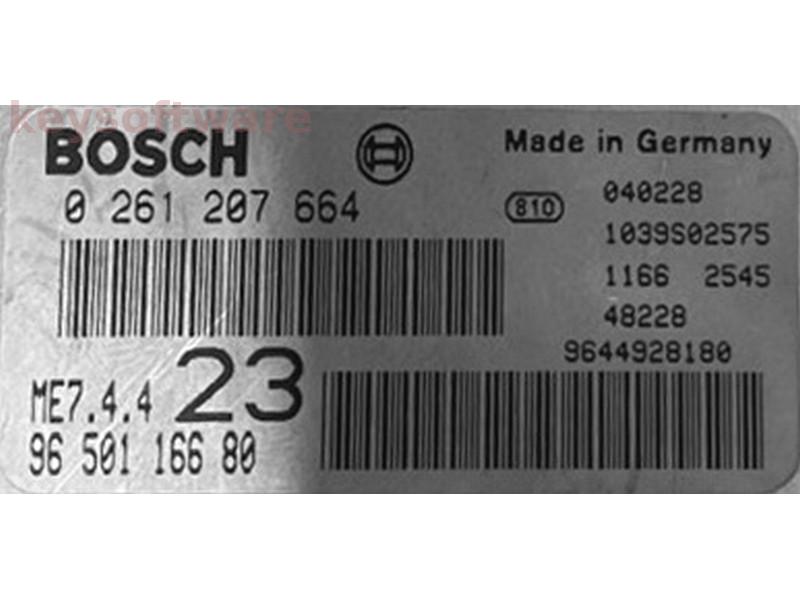 keysoftware
BOSCH
Made in Germany
0 261 207 664
810
040228
1039S02575
1166 2545
48228
9644928180
ME7.4.4 23
96 501 166 80